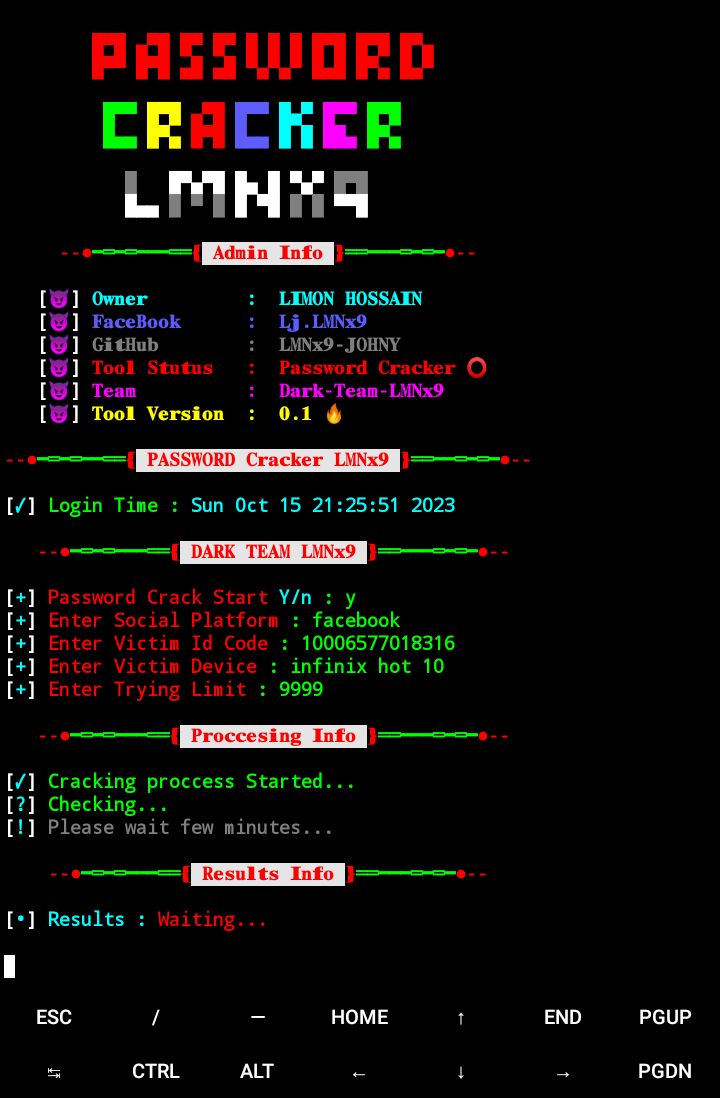 PASSWORD
CRACKER
LMNX9
Admin Info
[😈] Owner : LIMON HOSSAIN
[😈] FaceBook : Lj.LMNx9
[😈] GitHub : LMNx9-JOHNY
[😈] Tool Stutus : Password Cracker ⭕
[😈] Team : Dark-Team-LMNx9
[😈] Tool Version : 0.1 🔥
PASSWORD Cracker LMNx9
[✓] Login Time : Sun Oct 15 21:25:51 2023
DARK TEAM LMNx9
[+] Password Crack Start Y/n : y
[+] Enter Social Platform : facebook
[+] Enter Victim Id Code : 10006577018316
[+] Enter Victim Device : infinix hot 10
[+] Enter Trying Limit : 9999
Proccesing Info
[✓] Cracking proccess Started...
[?] Checking...
[!] Please wait few minutes...
Results Info
[•] Results : Waiting...
ESC / — HOME ↑ END PGUP
↹ CTRL ALT ← ↓ → PGDN